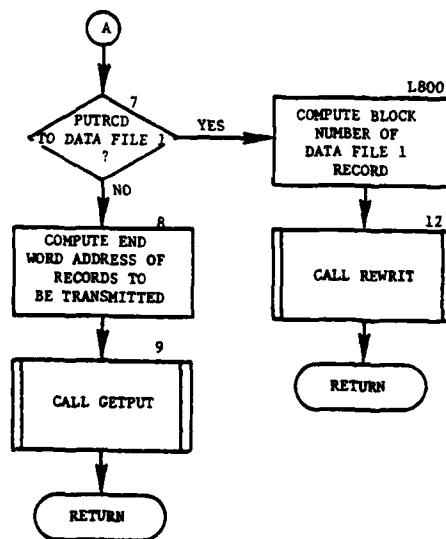 A
7
PUTRCD
TO DATA FILE 1
?
YES
NO
L800
COMPUTE BLOCK
NUMBER OF
DATA FILE 1
RECORD
12
CALL REWRIT
RETURN
8
COMPUTE END
WORD ADDRESS OF
RECORDS TO
BE TRANSMITTED
9
CALL GETPUT
RETURN